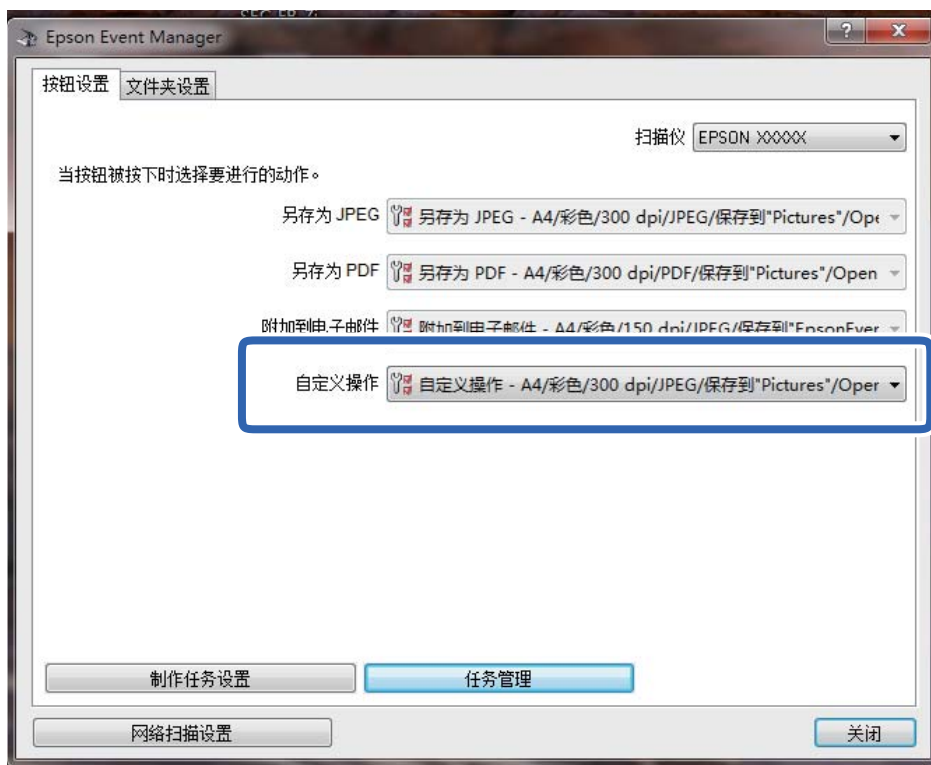 Epson Event Manager
? X
按钮设置 文件夹设置
扫描仪 EPSON XXXXX
当按钮被按下时选择要进行的动作。
另存为 JPEG 另存为 JPEG - A4/彩色/300 dpi/JPEG/保存到"Pictures"/Ope
另存为 PDF 另存为 PDF - A4/彩色/300 dpi/PDF/保存到"Pictures"/Open
附加到电子邮件 附加到电子邮件 - A4/彩色/150 dpi/JPEG/保存到"EpsonEver
自定义操作 自定义操作 - A4/彩色/300 dpi/JPEG/保存到"Pictures"/Oper
制作任务设置 任务管理
网络扫描设置 关闭